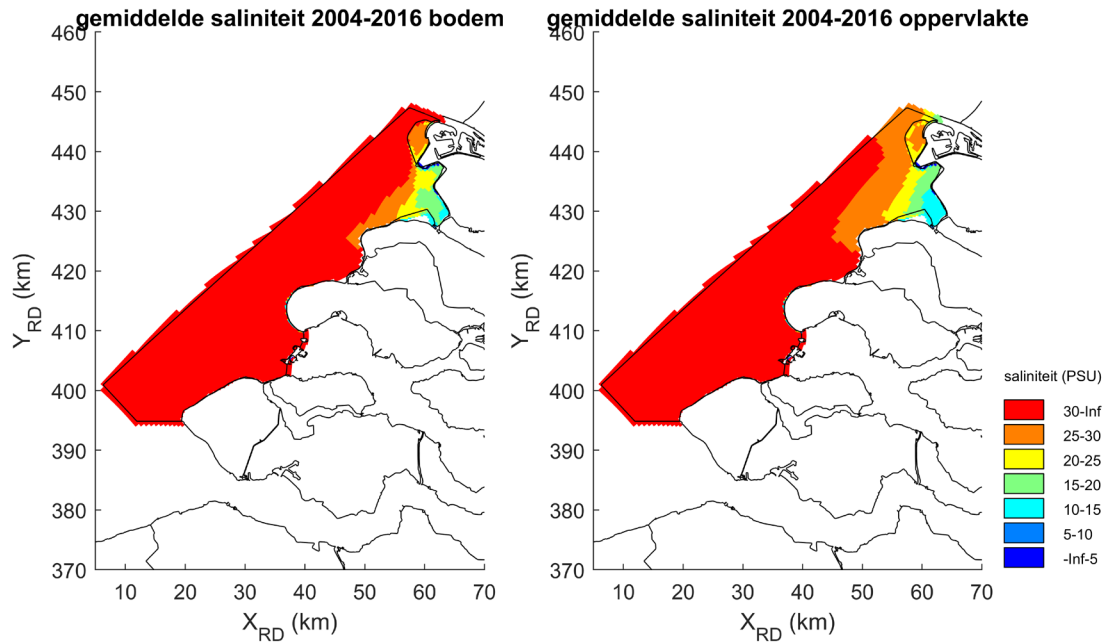 gemiddelde saliniteit 2004-2016 bodem
460
450
440
430
420
410
400
390
380
370
Y_RD (km)
10 20 30 40 50 60 70
X_RD (km)
gemiddelde saliniteit 2004-2016 oppervlakte
460
450
440
430
420
410
400
390
380
370
Y_RD (km)
10 20 30 40 50 60 70
X_RD (km)
saliniteit (PSU)
30-Inf
25-30
20-25
15-20
10-15
5-10
-Inf-5